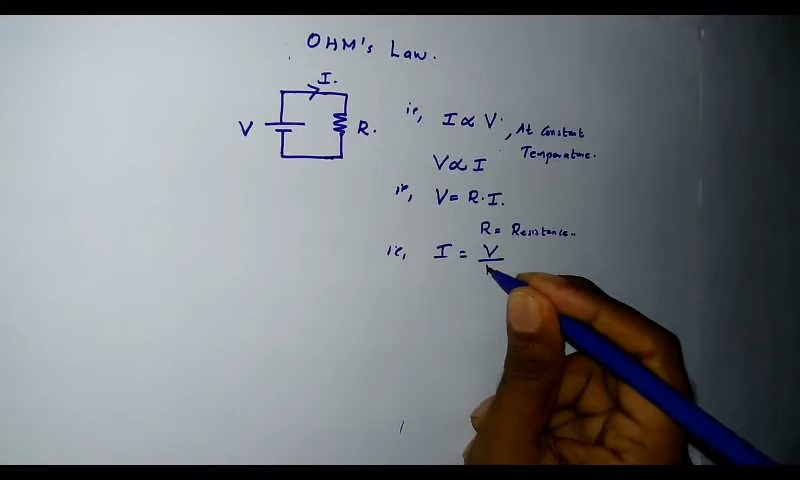 OHM's Law.
I.
V
R.
ie, I ∝ V. , At Constant
Temperature.
V ∝ I
ie, V = R.I.
R = Resistance..
ie, I = V